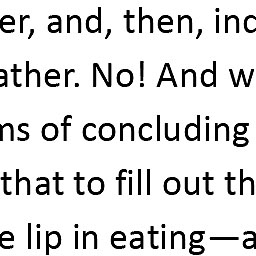 er, and, then, inc
ather. No! And w
ms of concluding
that to fill out th
e lip in eating—a